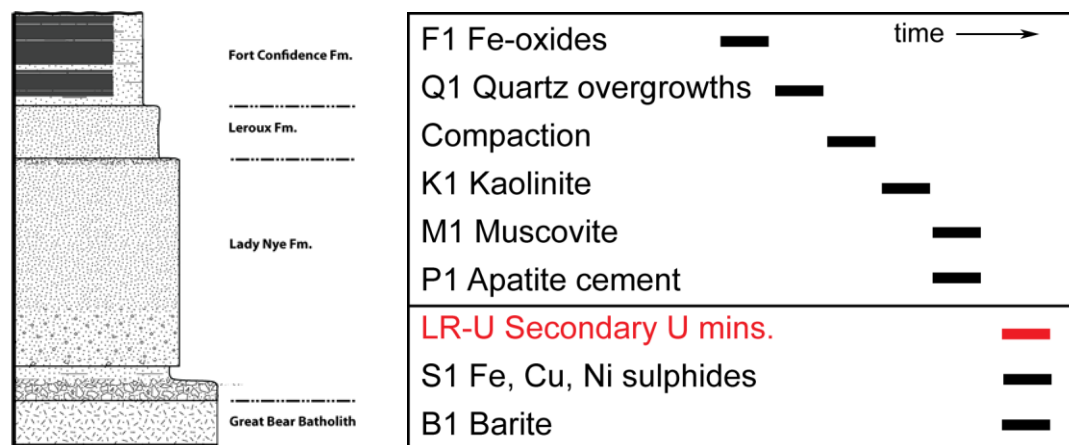 Fort Confidence Fm.
Leroux Fm.
Lady Nye Fm.
Great Bear Batholith
F1 Fe-oxides
time
Q1 Quartz overgrowths
Compaction
K1 Kaolinite
M1 Muscovite
P1 Apatite cement
LR-U Secondary U mins.
S1 Fe, Cu, Ni sulphides
B1 Barite